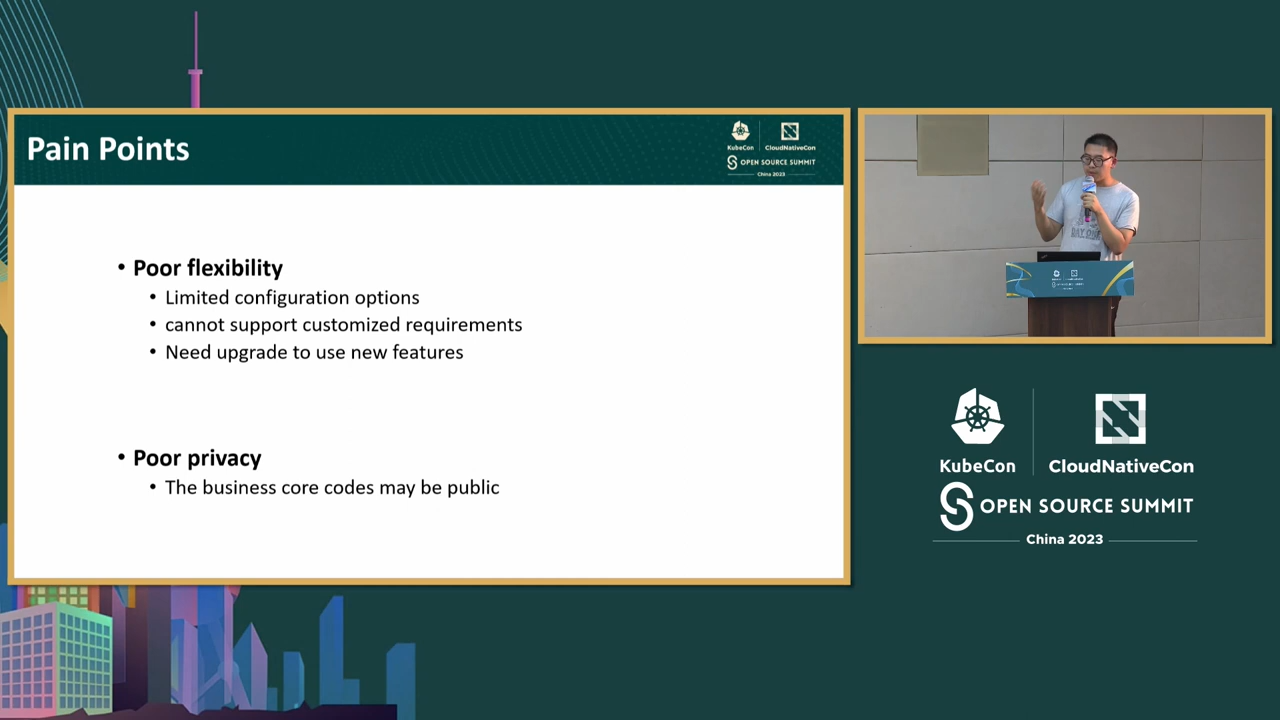 Pain Points
KubeCon
CloudNativeCon
OPEN SOURCE SUMMIT
China 2023
• Poor flexibility
• Limited configuration options
• cannot support customized requirements
• Need upgrade to use new features
• Poor privacy
• The business core codes may be public
KubeCon
CloudNativeCon
OPEN SOURCE SUMMIT
China 2023